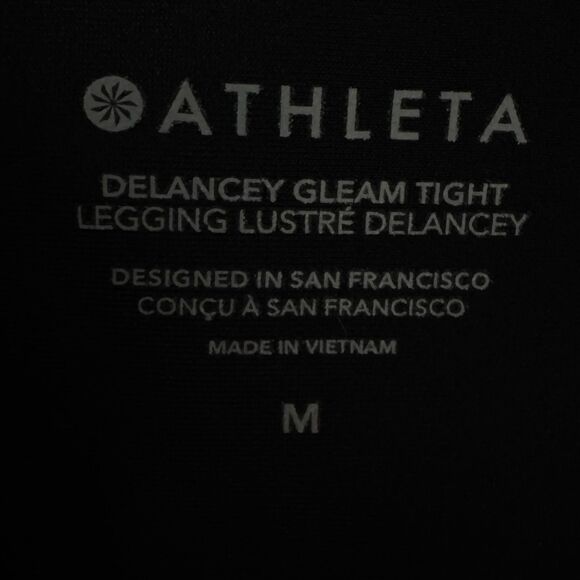 ATHLETA
DELANCEY GLEAM TIGHT
LEGGING LUSTRÉ DELANCEY
DESIGNED IN SAN FRANCISCO
CONÇU À SAN FRANCISCO
MADE IN VIETNAM
M